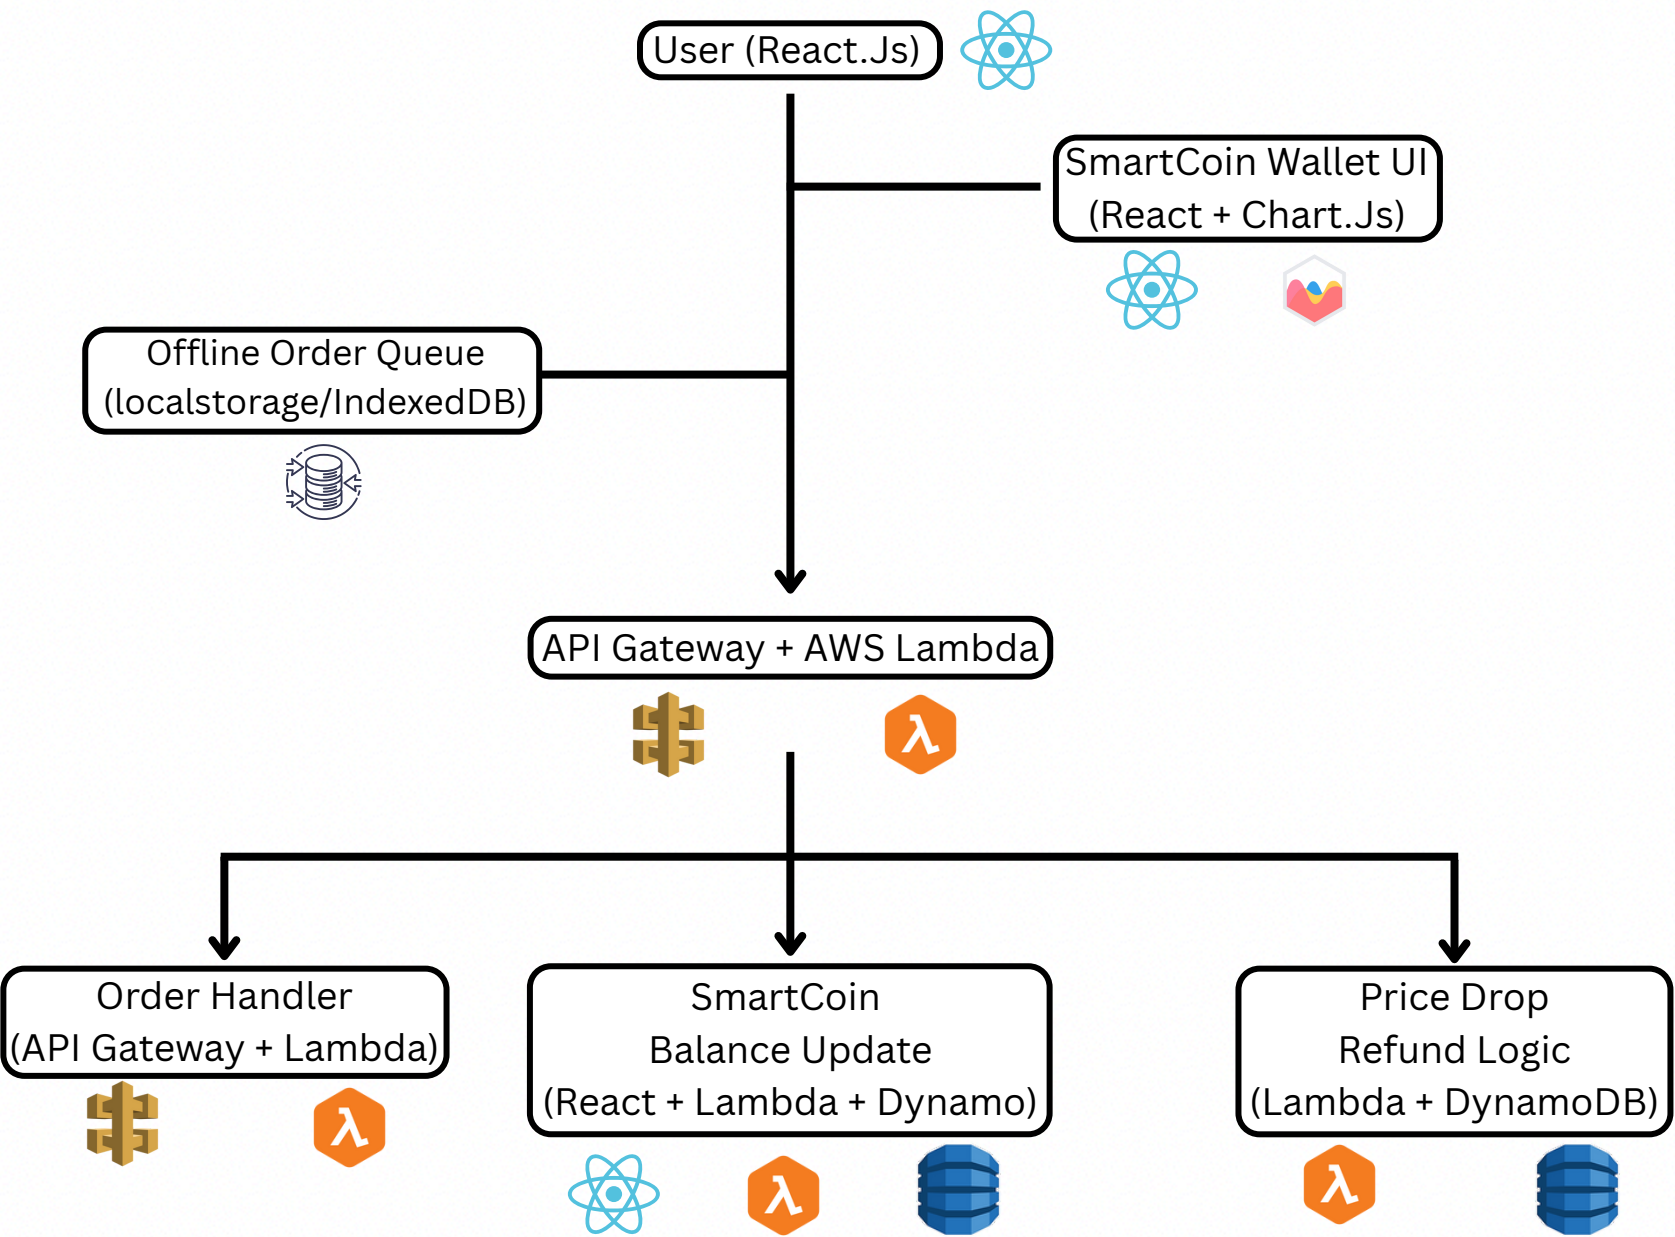 User (React.Js)
SmartCoin Wallet UI
(React + Chart.Js)
Offline Order Queue
(localstorage/IndexedDB)
API Gateway + AWS Lambda
Order Handler
(API Gateway + Lambda)
SmartCoin
Balance Update
(React + Lambda + Dynamo)
Price Drop
Refund Logic
(Lambda + DynamoDB)